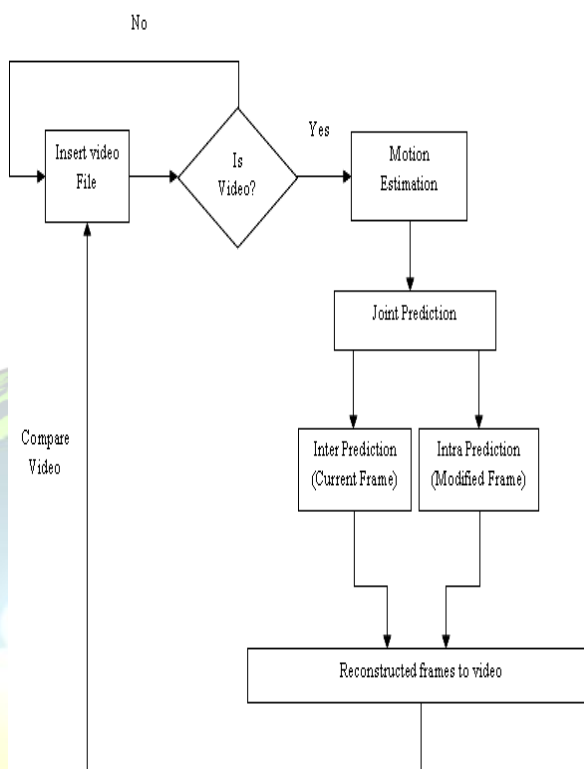 No
Insert video
File
Is
Video?
Yes
Motion
Estimation
Joint Prediction
Compare
Video
Inter Prediction
(Current Frame)
Intra Prediction
(Modified Frame)
Reconstructed frames to video